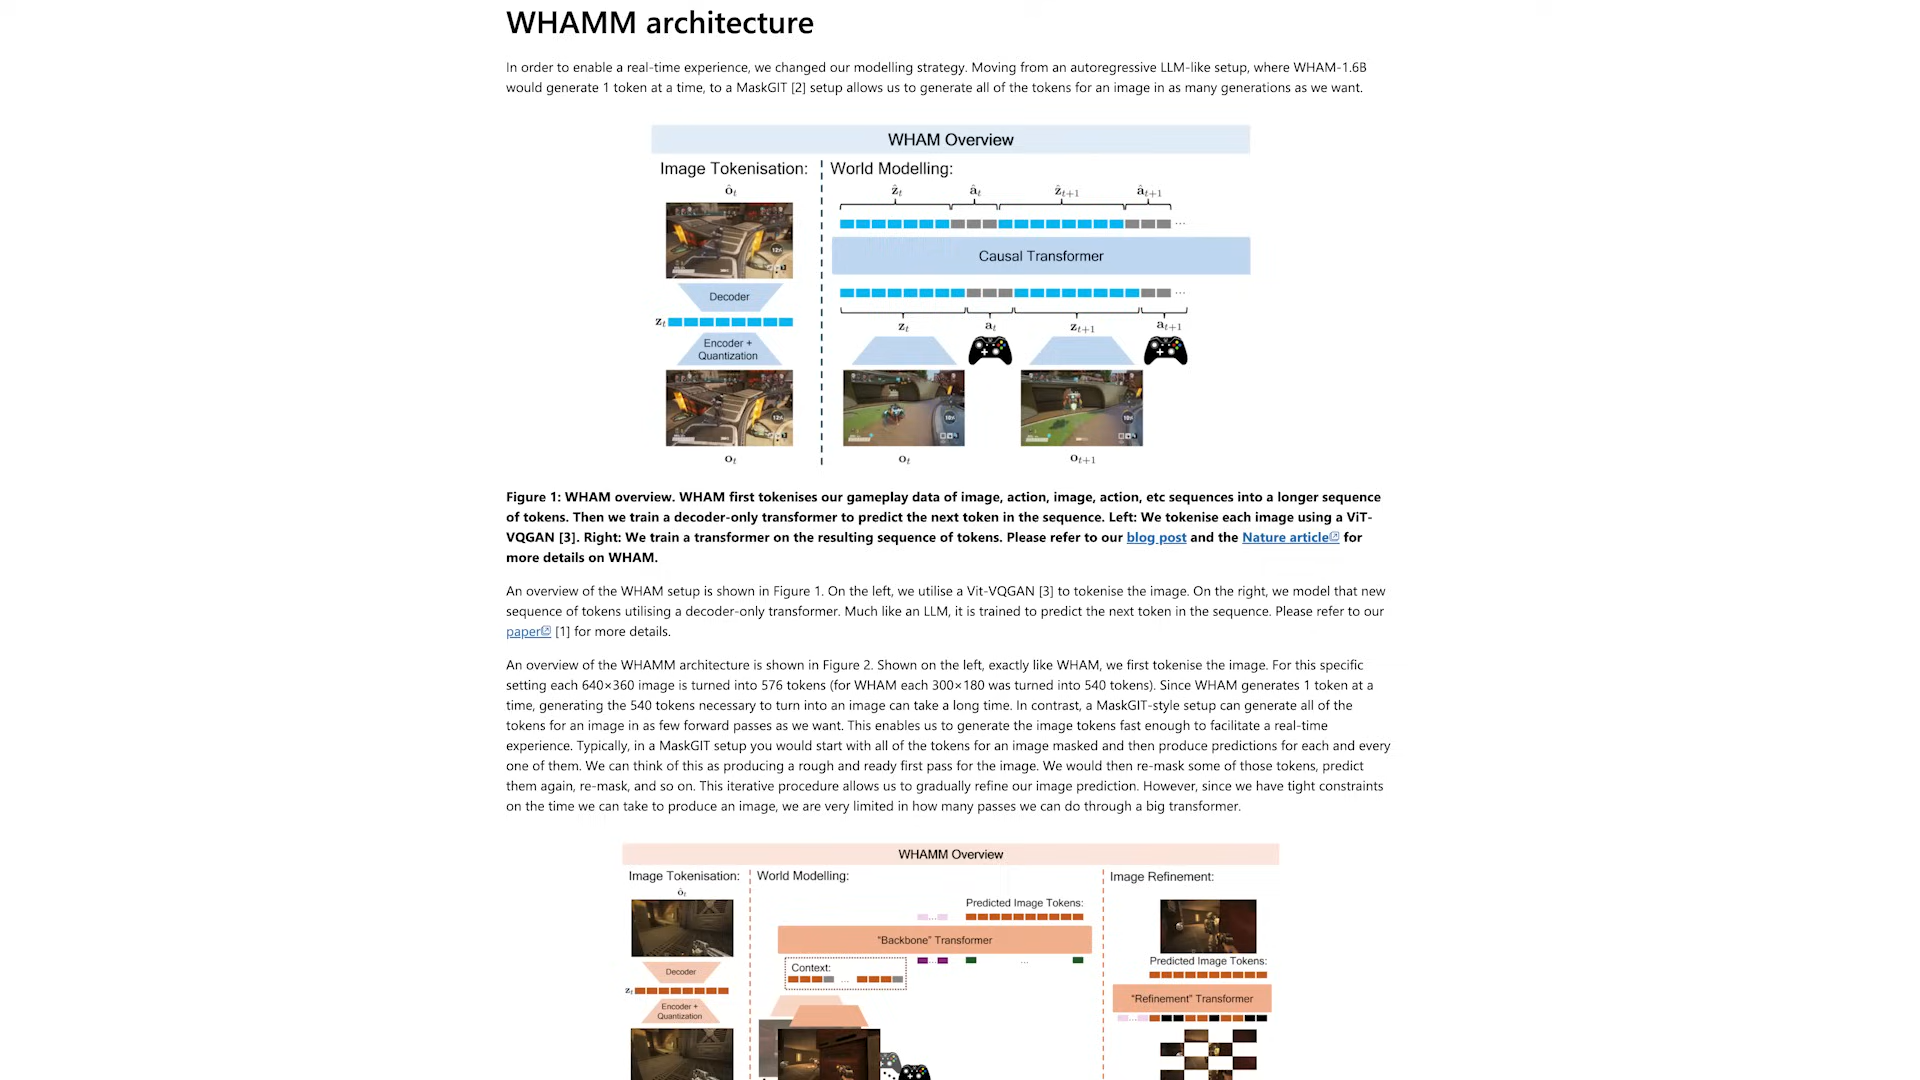 WHAMM architecture
In order to enable a real-time experience, we changed our modelling strategy. Moving from an autoregressive LLM-like setup, where WHAM-1.6B
would generate 1 token at a time, to a MaskGIT [2] setup allows us to generate all of the tokens for an image in as many generations as we want.
WHAM Overview
Image Tokenisation:
World Modelling:
ôₜ
ẑₜ
âₜ
ẑₜ₊₁
âₜ₊₁
...
Causal Transformer
Decoder
...
zₜ
zₜ
aₜ
zₜ₊₁
aₜ₊₁
Encoder +
Quantization
oₜ
oₜ
oₜ₊₁
Figure 1: WHAM overview. WHAM first tokenises our gameplay data of image, action, image, action, etc sequences into a longer sequence
of tokens. Then we train a decoder-only transformer to predict the next token in the sequence. Left: We tokenise each image using a ViT-
VQGAN [3]. Right: We train a transformer on the resulting sequence of tokens. Please refer to our blog post and the Nature article for
more details on WHAM.
An overview of the WHAM setup is shown in Figure 1. On the left, we utilise a Vit-VQGAN [3] to tokenise the image. On the right, we model that new
sequence of tokens utilising a decoder-only transformer. Much like an LLM, it is trained to predict the next token in the sequence. Please refer to our
paper [1] for more details.
An overview of the WHAMM architecture is shown in Figure 2. Shown on the left, exactly like WHAM, we first tokenise the image. For this specific
setting each 640×360 image is turned into 576 tokens (for WHAM each 300×180 was turned into 540 tokens). Since WHAM generates 1 token at a
time, generating the 540 tokens necessary to turn into an image can take a long time. In contrast, a MaskGIT-style setup can generate all of the
tokens for an image in as few forward passes as we want. This enables us to generate the image tokens fast enough to facilitate a real-time
experience. Typically, in a MaskGIT setup you would start with all of the tokens for an image masked and then produce predictions for each and every
one of them. We can think of this as producing a rough and ready first pass for the image. We would then re-mask some of those tokens, predict
them again, re-mask, and so on. This iterative procedure allows us to gradually refine our image prediction. However, since we have tight constraints
on the time we can take to produce an image, we are very limited in how many passes we can do through a big transformer.
WHAMM Overview
Image Tokenisation:
World Modelling:
Image Refinement:
ôₜ
Predicted Image Tokens:
...
"Backbone" Transformer
Predicted Image Tokens:
Context:
...
...
...
Decoder
zₜ
"Refinement" Transformer
Encoder +
Quantization
...